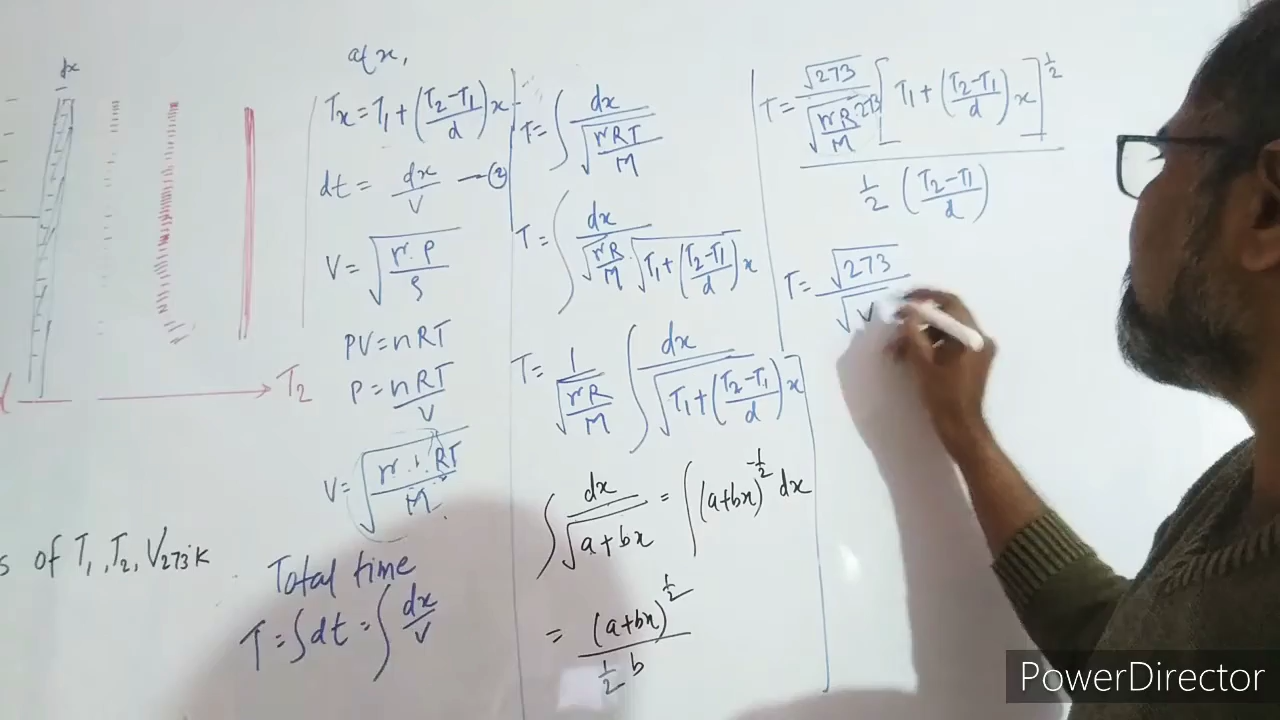 dx
T₂
s of T₁, T₂, V273K
at x,
Tx = T₁ + ((T₂-T₁)/d) x
dt = dx/V —②
V = √(γ.P/ρ)
PV = nRT
P = nRT/V
V = √(γ.1.RT/M)
Total time
T = ∫dt = ∫dx/V
T = ∫ dx/√(γRT/M)
T = ∫ dx/(√(γR/M) . √(T₁ + ((T₂-T₁)/d) x))
T = 1/√(γR/M) ∫ dx/√(T₁ + ((T₂-T₁)/d) x)
∫ dx/√(a+bx) = ∫ (a+bx)^(-1/2) dx
= (a+bx)^(1/2) / (1/2 b)
T = √273/√(γR 273/M) [T₁ + ((T₂-T₁)/d) x]^(1/2) / (1/2 ((T₂-T₁)/d))
T = √273/√V
PowerDirector